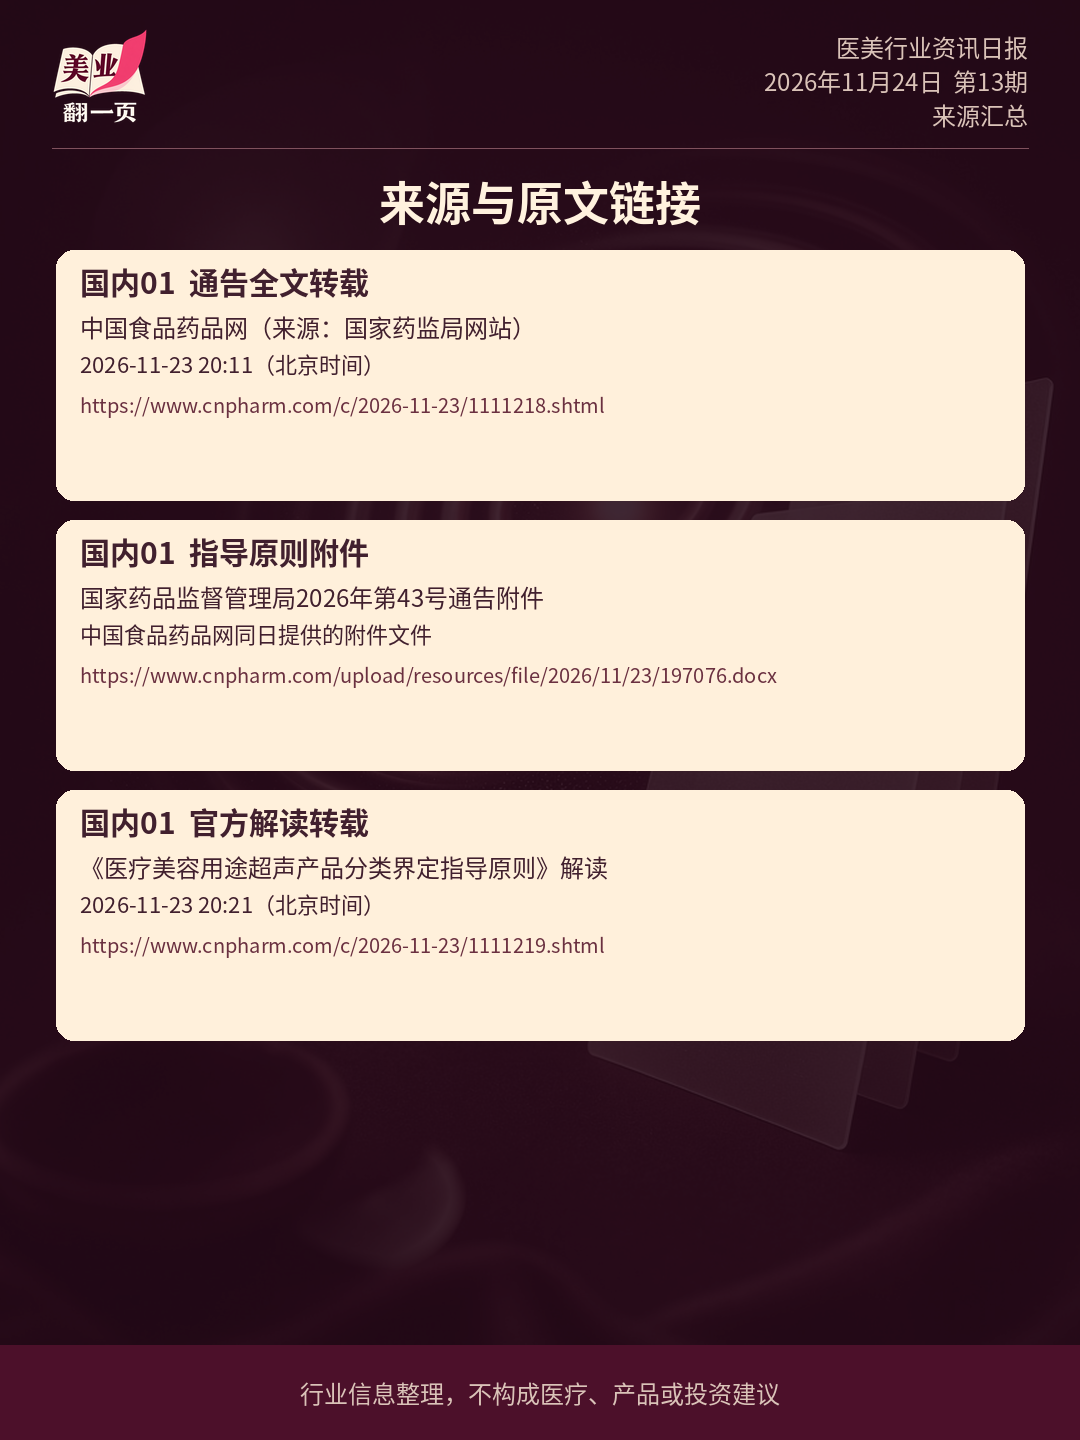 美业
翻一页
医美行业资讯日报
2026年11月24日 第13期
来源汇总
来源与原文链接
国内01 通告全文转载
中国食品药品网（来源：国家药监局网站）
2026-11-23 20:11（北京时间）
https://www.cnpharm.com/c/2026-11-23/1111218.shtml
国内01 指导原则附件
国家药品监督管理局2026年第43号通告附件
中国食品药品网同日提供的附件文件
https://www.cnpharm.com/upload/resources/file/2026/11/23/197076.docx
国内01 官方解读转载
《医疗美容用途超声产品分类界定指导原则》解读
2026-11-23 20:21（北京时间）
https://www.cnpharm.com/c/2026-11-23/1111219.shtml
行业信息整理，不构成医疗、产品或投资建议